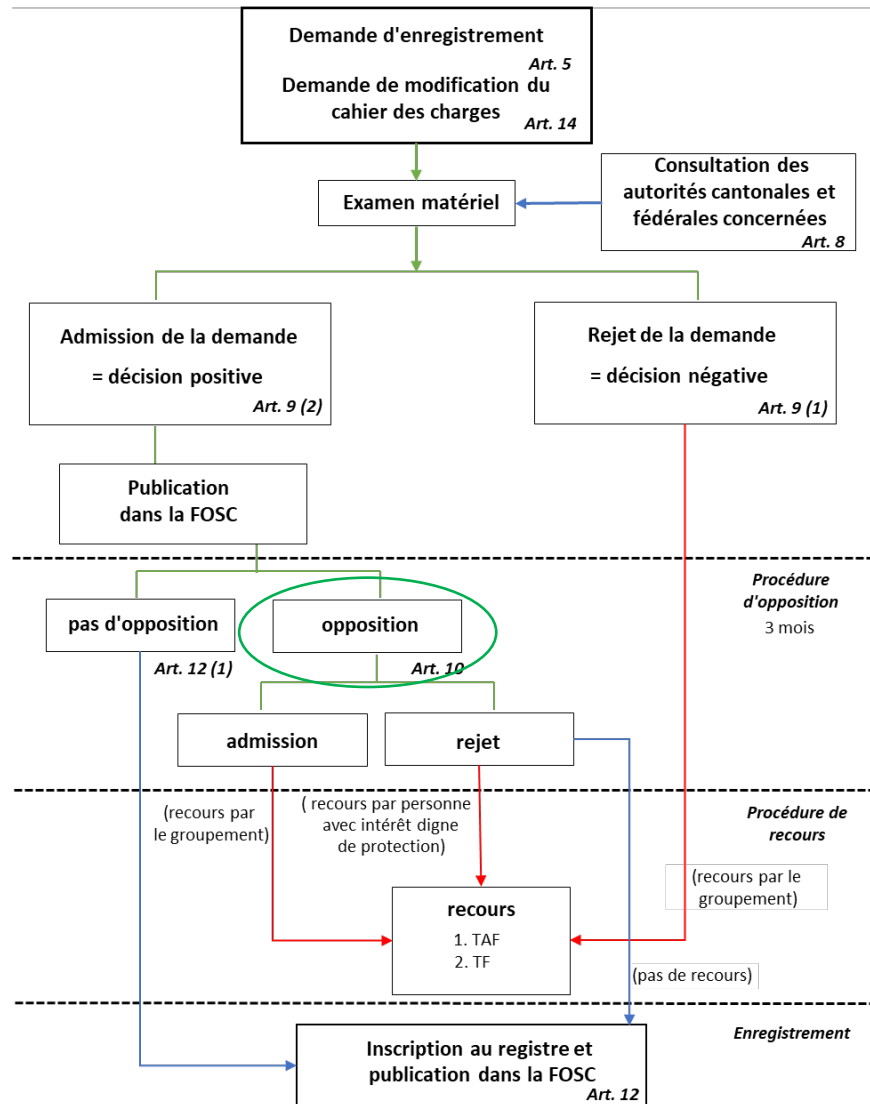 Demande d'enregistrement
Art. 5
Demande de modification du
cahier des charges
Art. 14
Examen matériel
Consultation des
autorités cantonales et
fédérales concernées
Art. 8
Admission de la demande
= décision positive
Art. 9 (2)
Rejet de la demande
= décision négative
Art. 9 (1)
Publication
dans la FOSC
Procédure
d'opposition
3 mois
pas d'opposition
Art. 12 (1)
opposition
Art. 10
admission
rejet
(recours par
le groupement)
( recours par personne
avec intérêt digne
de protection)
Procédure de
recours
(recours par le
groupement)
recours
1. TAF
2. TF
(pas de recours)
Enregistrement
Inscription au registre et
publication dans la FOSC
Art. 12